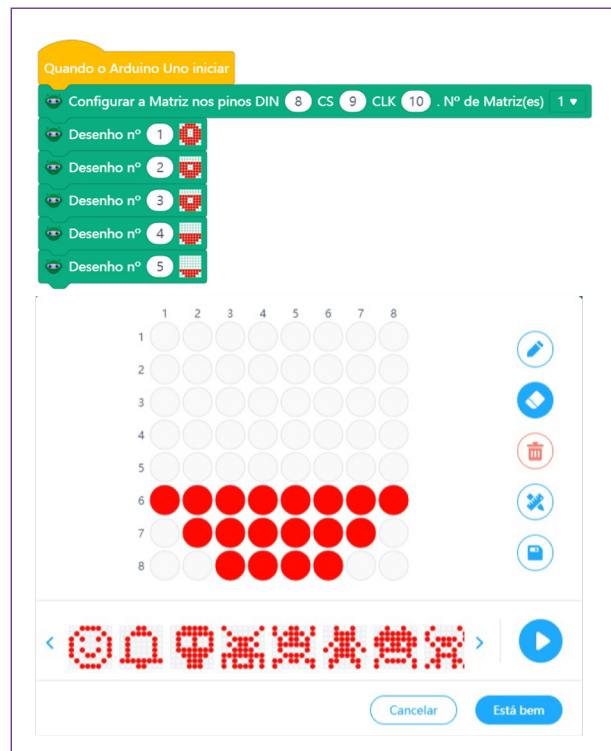 Quando o Arduino Uno iniciar
Configurar a Matriz nos pinos DIN 8 CS 9 CLK 10 . Nº de Matriz(es) 1
Desenho nº 1
Desenho nº 2
Desenho nº 3
Desenho nº 4
Desenho nº 5
1 2 3 4 5 6 7 8
1
2
3
4
5
6
7
8
Cancelar Está bem